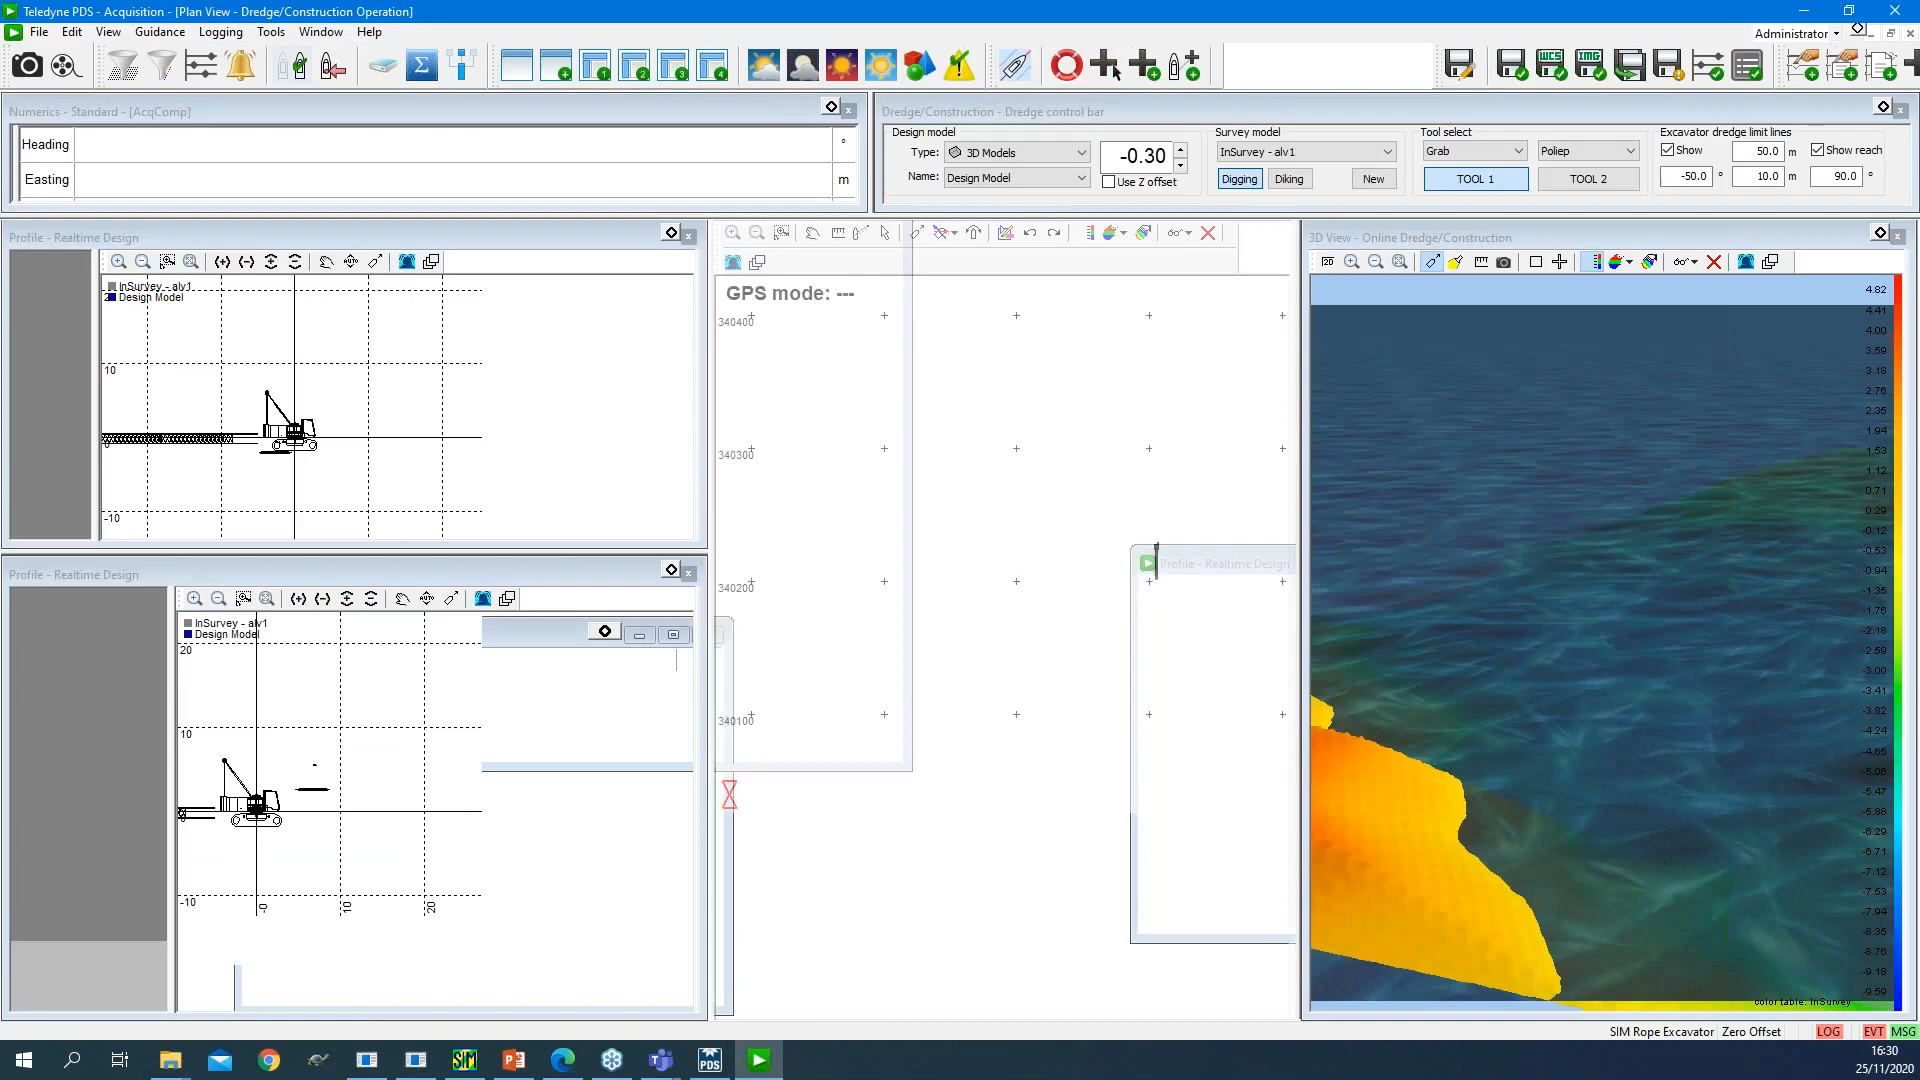 Teledyne PDS - Acquisition - [Plan View - Dredge/Construction Operation]
File Edit View Guidance Logging Tools Window Help
Administrator
Numerics - Standard - [AcqComp]
Heading °
Easting m
Dredge/Construction - Dredge control bar
Design model
Type: 3D Models
Name: Design Model
-0.30
Use Z offset
Survey model
InSurvey - alv1
Digging Diking New
Tool select
Grab Poliep
TOOL 1 TOOL 2
Excavator dredge limit lines
Show 50.0 m Show reach
-50.0 ° 10.0 m 90.0 °
Profile - Realtime Design
InSurvey - alv1
Design Model
10
0
-10
Profile - Realtime Design
InSurvey - alv1
Design Model
20
10
-10
-0
10
20
GPS mode: ---
340400
340300
340200
340100
Profile - Realtime Design
3D View - Online Dredge/Construction
2D
AUTO
AUTO
4.82
4.41
4.00
3.59
3.18
2.76
2.35
1.94
1.53
1.12
0.71
0.29
-0.12
-0.53
-0.94
-1.35
-1.76
-2.18
-2.59
-3.00
-3.41
-3.82
-4.24
-4.65
-5.06
-5.47
-5.88
-6.29
-6.71
-7.12
-7.53
-7.94
-8.35
-8.76
-9.18
-9.59
color table: InSurvey
SIM Rope Excavator Zero Offset LOG EVT MSG
SIM
PDS
16:30
25/11/2020